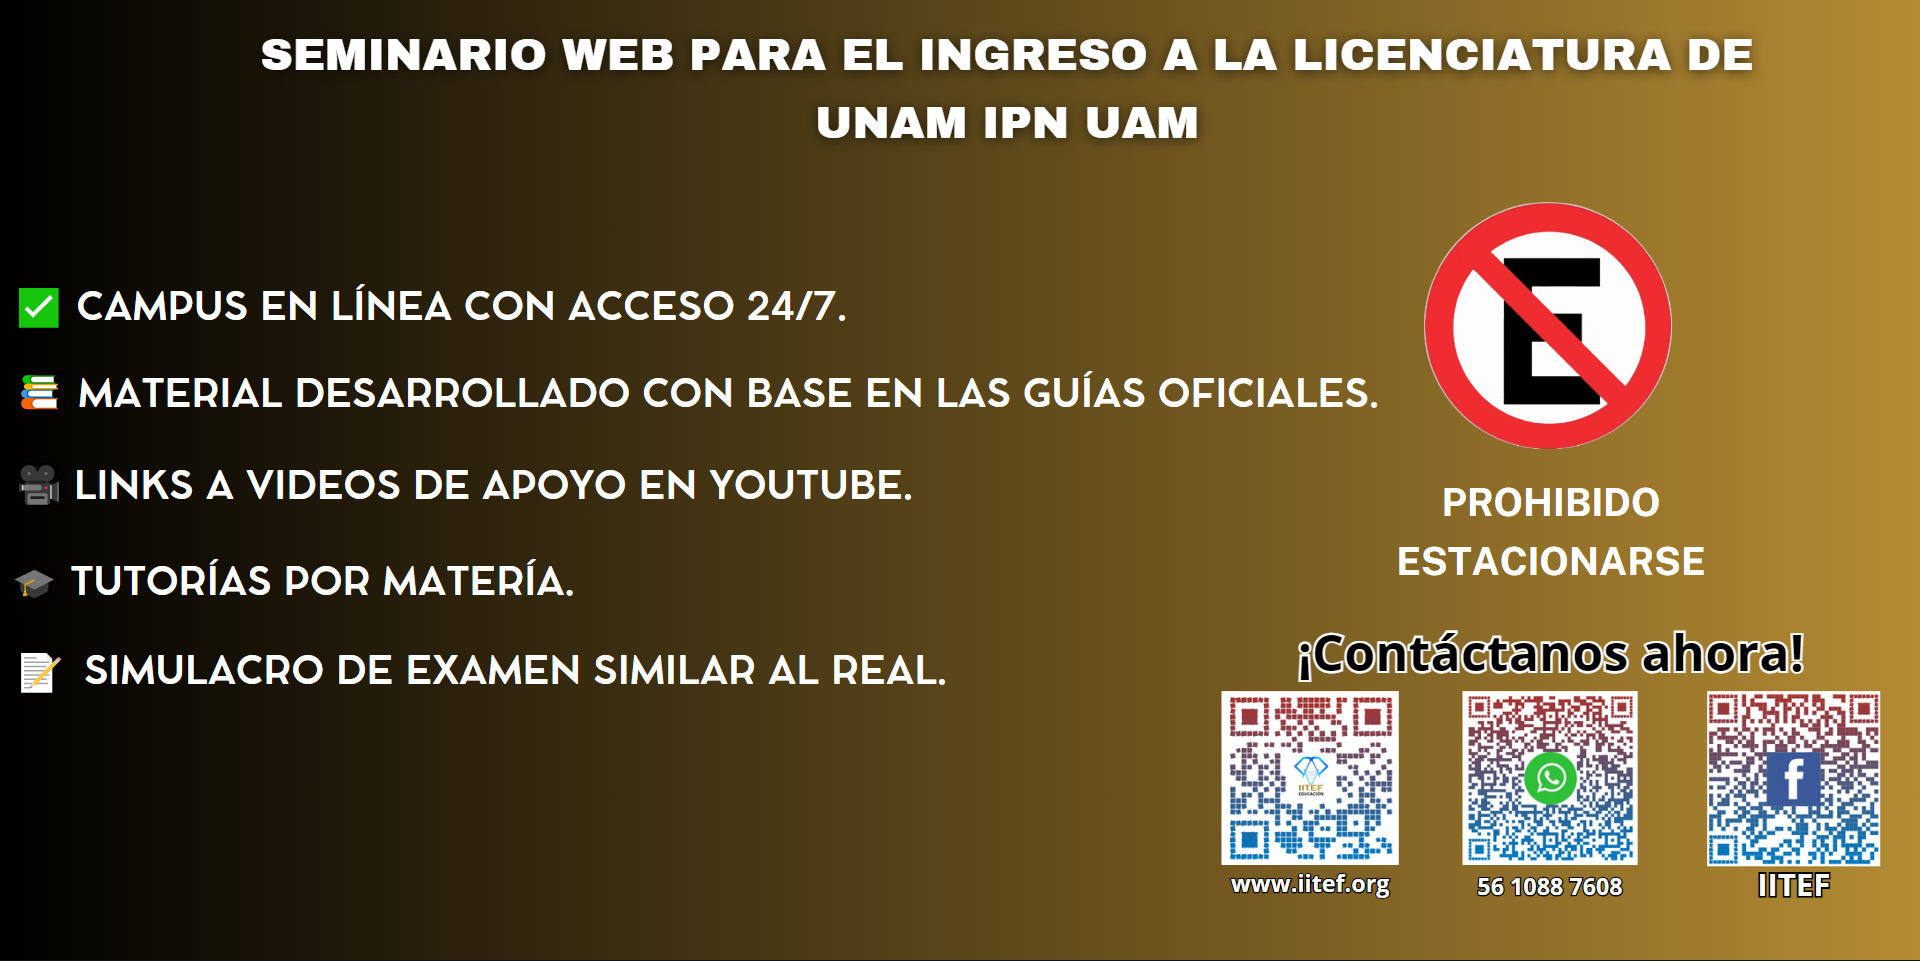 SEMINARIO WEB PARA EL INGRESO A LA LICENCIATURA DE
UNAM IPN UAM
✅ CAMPUS EN LÍNEA CON ACCESO 24/7.
📚 MATERIAL DESARROLLADO CON BASE EN LAS GUÍAS OFICIALES.
🎥 LINKS A VIDEOS DE APOYO EN YOUTUBE.
🎓 TUTORÍAS POR MATERÍA.
📝 SIMULACRO DE EXAMEN SIMILAR AL REAL.
E
PROHIBIDO
ESTACIONARSE
¡Contáctanos ahora!
IITEF
EDUCACIÓN
f
www.iitef.org
56 1088 7608
IITEF